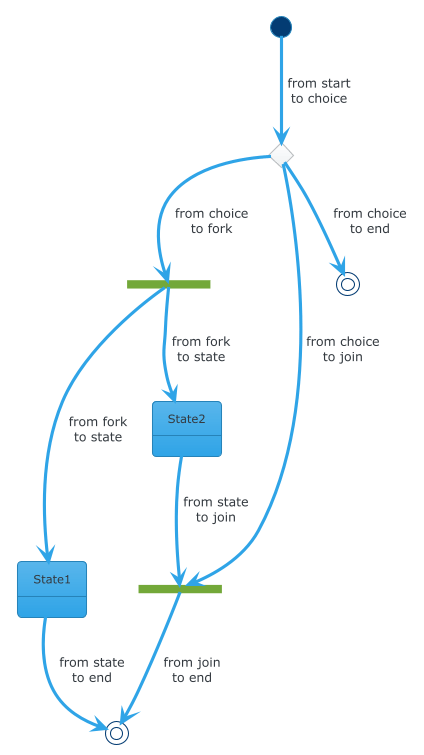 from start
to choice
from choice
to fork
from choice
to end
from fork
to state
from choice
to join
State2
from fork
to state
from state
to join
State1
from state
to end
from join
to end